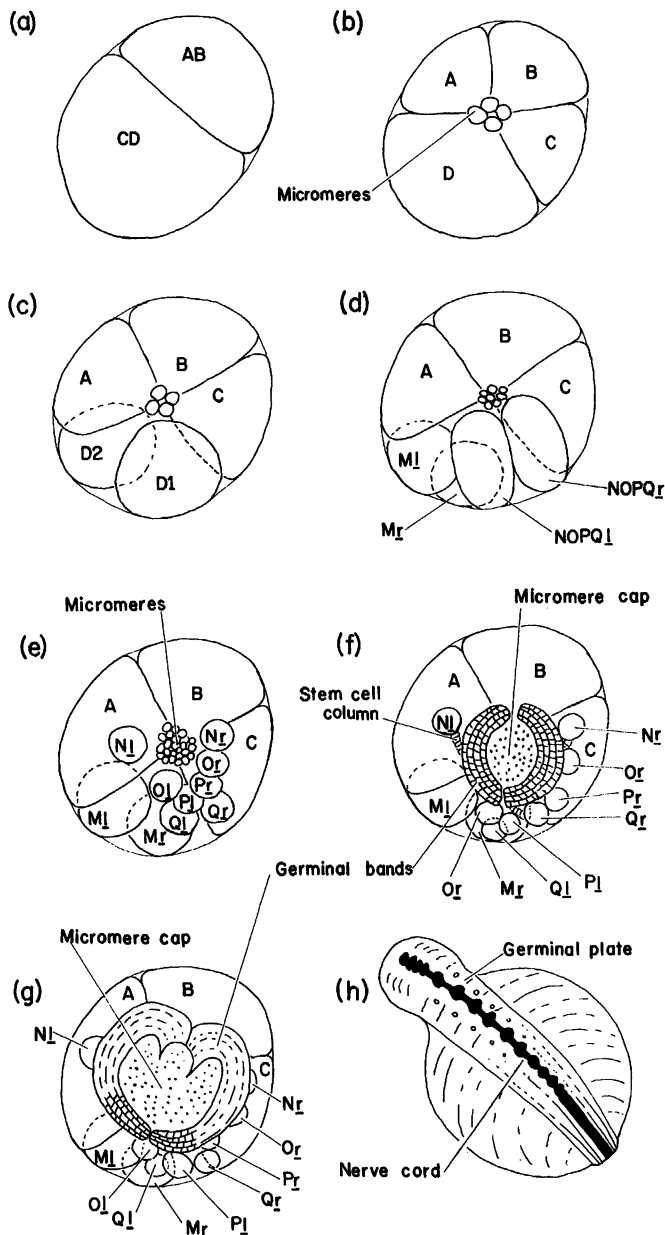 (a)
AB
CD
(b)
A
B
C
D
Micromeres
(c)
A
B
C
D2
D1
(d)
A
B
C
Ml
Mr
NOPQr
NOPQl
Micromeres
(e)
A
B
C
Nl
Nr
Or
Ol
Pr
Pl
Ql
Qr
Ml
Mr
Micromere cap
(f)
A
B
C
Stem cell
column
Nl
Nr
Or
Pr
Qr
Ml
Or
Mr
Ql
Pl
Germinal bands
Micromere cap
(g)
A
B
C
Nl
Nr
Or
Pr
Qr
Ml
Ol
Ql
Mr
Pl
(h)
Germinal plate
Nerve cord